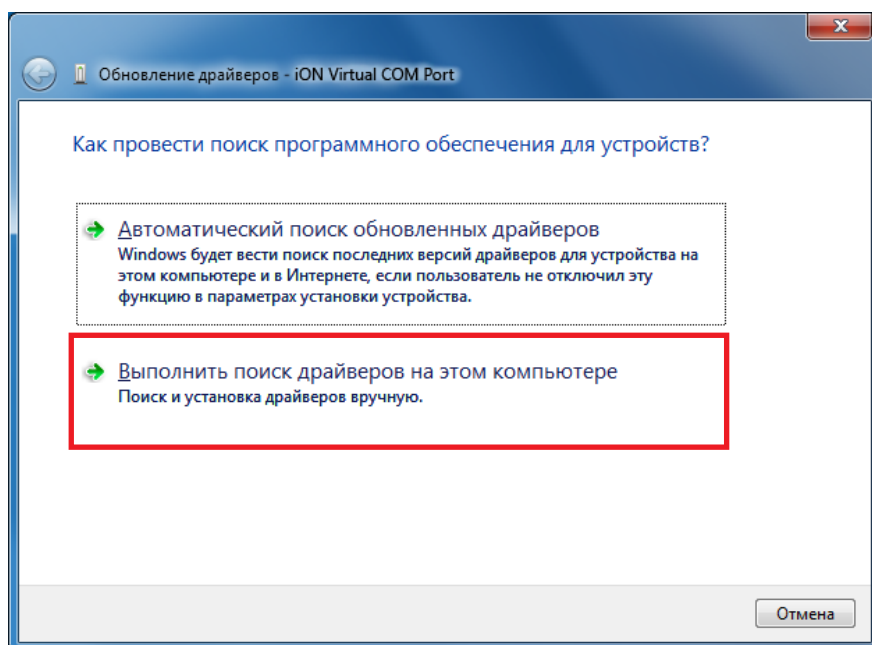 Обновление драйверов - iON Virtual COM Port
Как провести поиск программного обеспечения для устройств?
Автоматический поиск обновленных драйверов
Windows будет вести поиск последних версий драйверов для устройства на
этом компьютере и в Интернете, если пользователь не отключил эту
функцию в параметрах установки устройства.
Выполнить поиск драйверов на этом компьютере
Поиск и установка драйверов вручную.
Отмена